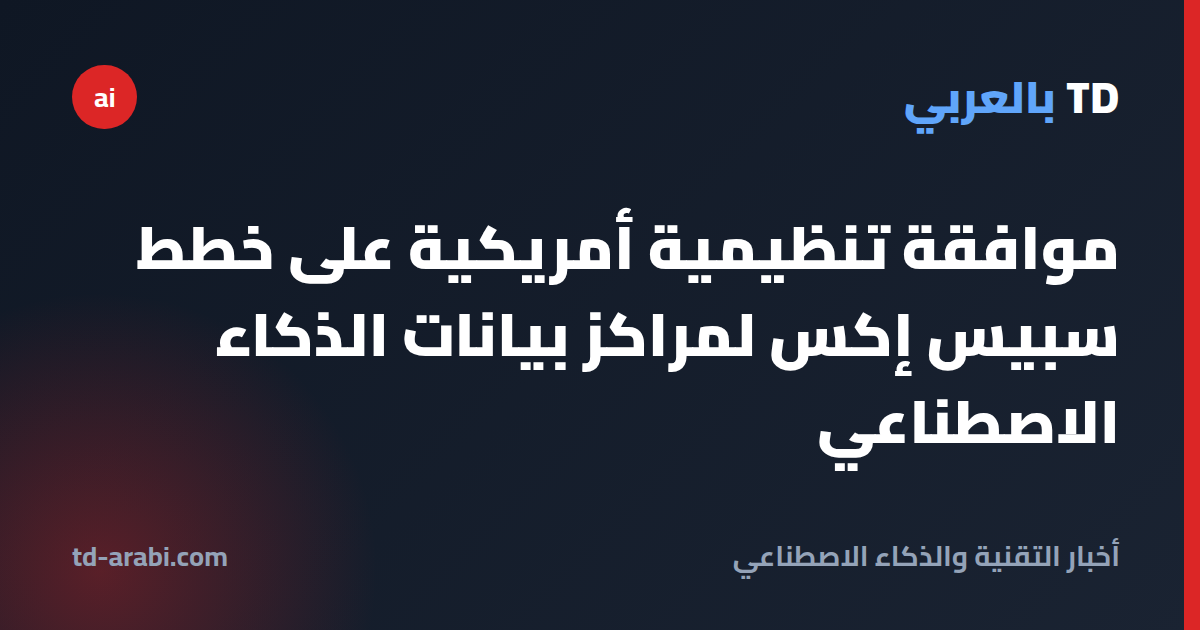 TD بالعربي
ai
موافقة تنظيمية أمريكية على خطط
سبيس إكس لمراكز بيانات الذكاء
الاصطناعي
أخبار التقنية والذكاء الاصطناعي
td-arabi.com